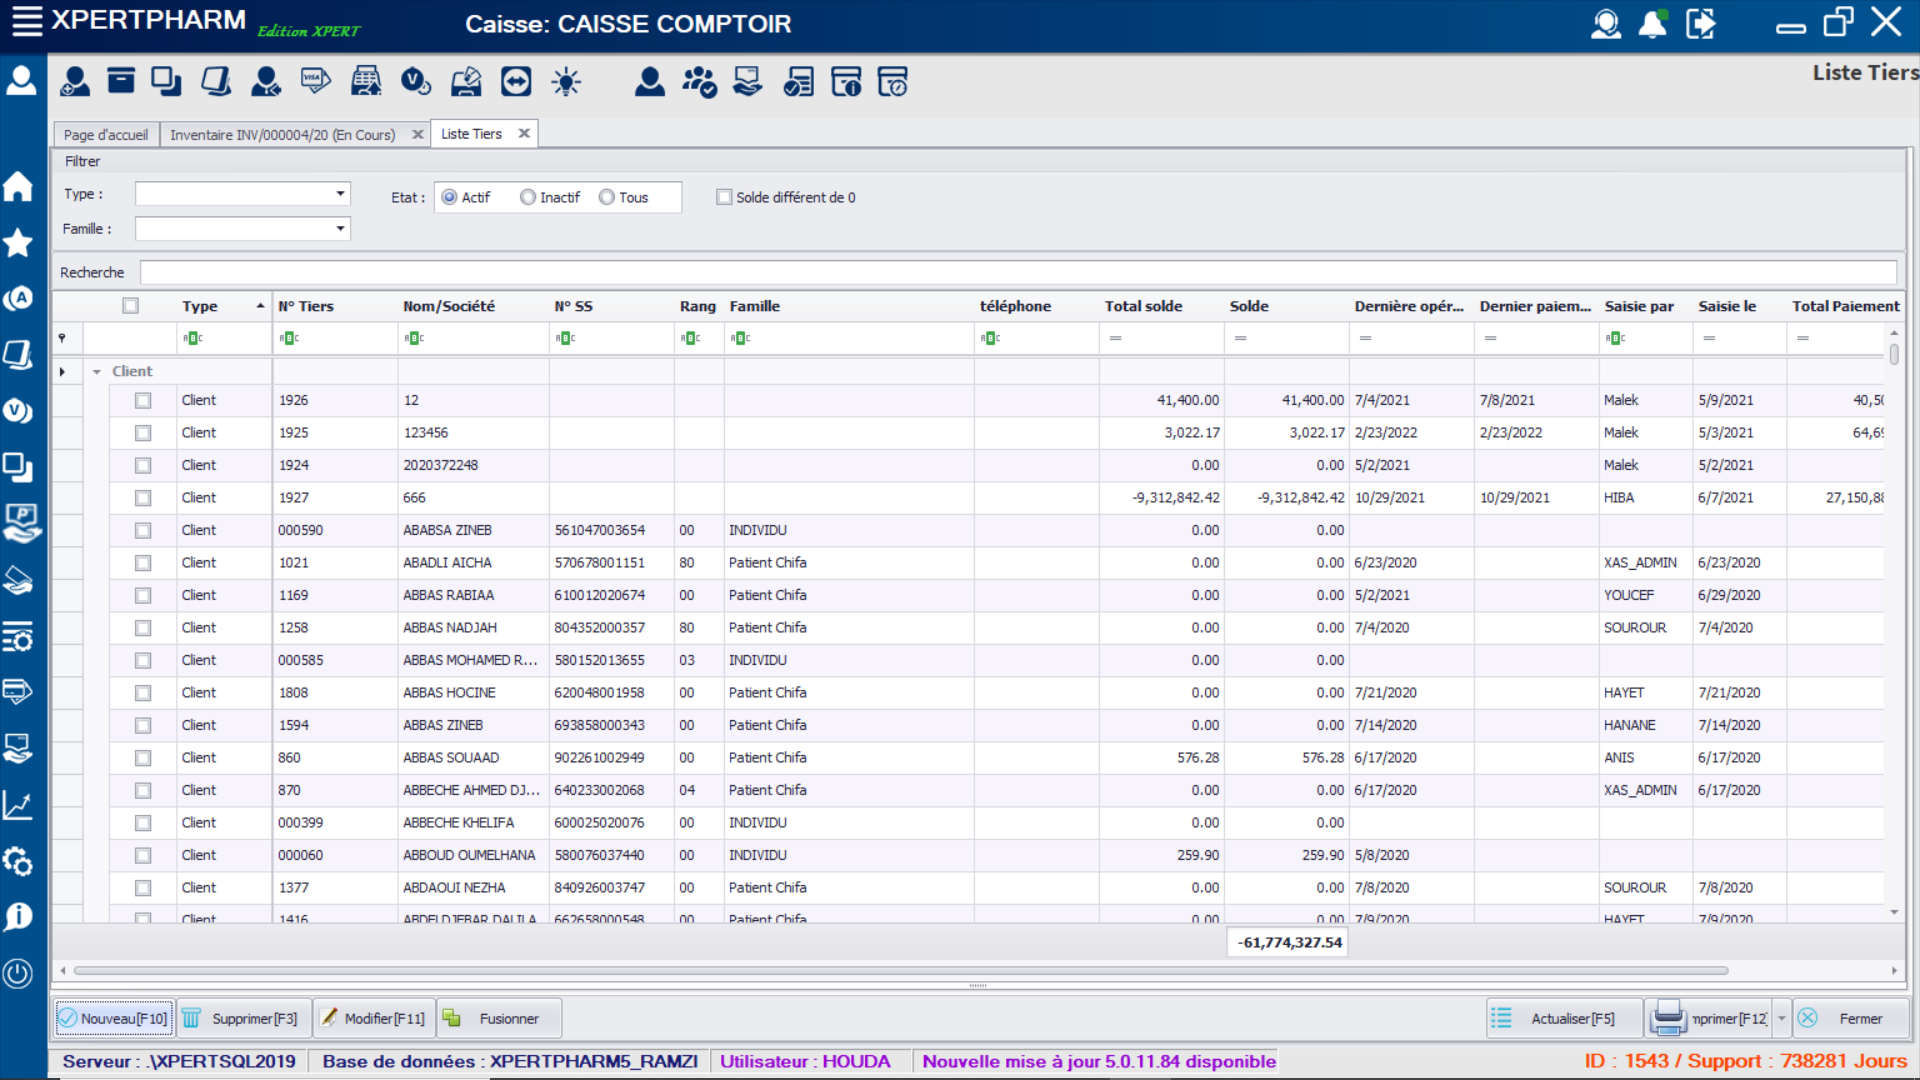 XPERTPHARM Edition XPERT Caisse: CAISSE COMPTOIR
VISA
Liste Tiers
Page d'accueil Inventaire INV/000004/20 (En Cours) Liste Tiers
Filtrer
Type : Etat : Actif Inactif Tous Solde différent de 0
Famille :
Recherche
Type N° Tiers Nom/Société N° SS Rang Famille téléphone Total solde Solde Dernière opér... Dernier paiem... Saisie par Saisie le Total Paiement
Client
Client 1926 12 41,400.00 41,400.00 7/4/2021 7/8/2021 Malek 5/9/2021 40,50
Client 1925 123456 3,022.17 3,022.17 2/23/2022 2/23/2022 Malek 5/3/2021 64,69
Client 1924 2020372248 0.00 0.00 5/2/2021 Malek 5/2/2021
Client 1927 666 -9,312,842.42 -9,312,842.42 10/29/2021 10/29/2021 HIBA 6/7/2021 27,150,88
Client 000590 ABABSA ZINEB 561047003654 00 INDIVIDU 0.00 0.00
Client 1021 ABADLI AICHA 570678001151 80 Patient Chifa 0.00 0.00 6/23/2020 XAS_ADMIN 6/23/2020
Client 1169 ABBAS RABIAA 610012020674 00 Patient Chifa 0.00 0.00 5/2/2021 YOUCEF 6/29/2020
Client 1258 ABBAS NADJAH 804352000357 80 Patient Chifa 0.00 0.00 7/4/2020 SOUROUR 7/4/2020
Client 000585 ABBAS MOHAMED R... 580152013655 03 INDIVIDU 0.00 0.00
Client 1808 ABBAS HOCINE 620048001958 00 Patient Chifa 0.00 0.00 7/21/2020 HAYET 7/21/2020
Client 1594 ABBAS ZINEB 693858000343 00 Patient Chifa 0.00 0.00 7/14/2020 HANANE 7/14/2020
Client 860 ABBAS SOUAAD 902261002949 00 Patient Chifa 576.28 576.28 6/17/2020 ANIS 6/17/2020
Client 870 ABBECHE AHMED DJ... 640233002068 04 Patient Chifa 0.00 0.00 6/17/2020 XAS_ADMIN 6/17/2020
Client 000399 ABBECHE KHELIFA 600025020076 00 INDIVIDU 0.00 0.00
Client 000060 ABBOUD OUMELHANA 580076037440 00 INDIVIDU 259.90 259.90 5/8/2020
Client 1377 ABDAOUI NEZHA 840926003747 00 Patient Chifa 0.00 0.00 7/8/2020 SOUROUR 7/8/2020
Client 1416 ABDELDJEBAR DALILA 662658000548 00 Patient Chifa 0.00 0.00 7/9/2020 HAYET 7/9/2020
-61,774,327.54
Nouveau[F10] Supprimer[F3] Modifier[F11] Fusionner Actualiser[F5] mprimer[F12] Fermer
Serveur : .\XPERTSQL2019 Base de données : XPERTPHARM5_RAMZI Utilisateur : HOUDA Nouvelle mise à jour 5.0.11.84 disponible ID : 1543 / Support : 738281 Jours